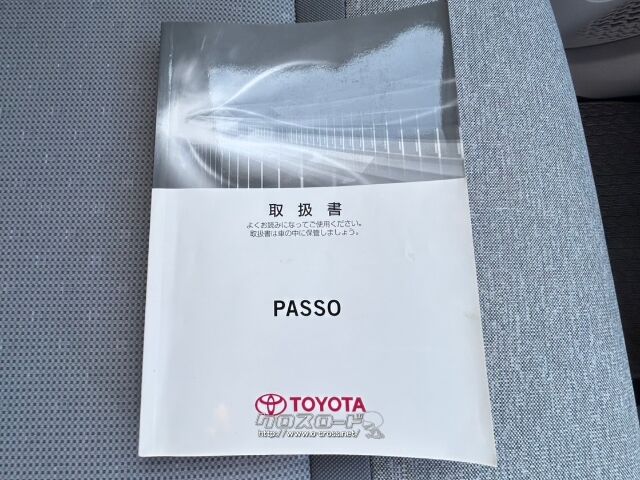 取扱書
よくお読みになってご使用ください。
取扱書は車の中に保管しましょう。
PASSO
TOYOTA
クロスロード
http://www.o-cross.net/